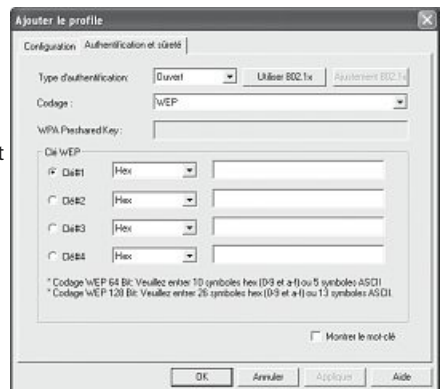 Ajouter le profile
Configuration Authentification et sûreté
Type d'authentification: Ouvert Utiliser 802.1x Ajustement 802.1x
Codage : WEP
WPA Preshared Key :
t
Clé WEP
Clé#1 Hex
Clé#2 Hex
Clé#3 Hex
Clé#4 Hex
* Codage WEP 64 Bit: Veuillez entrer 10 symboles hex (0-9 et a-f) ou 5 symboles ASCII
* Codage WEP 128 Bit: Veuillez entrer 26 symboles hex (0-9 et a-f) ou 13 symboles ASCII.
Montrer le mot-clé
OK Annuler Appliquer Aide